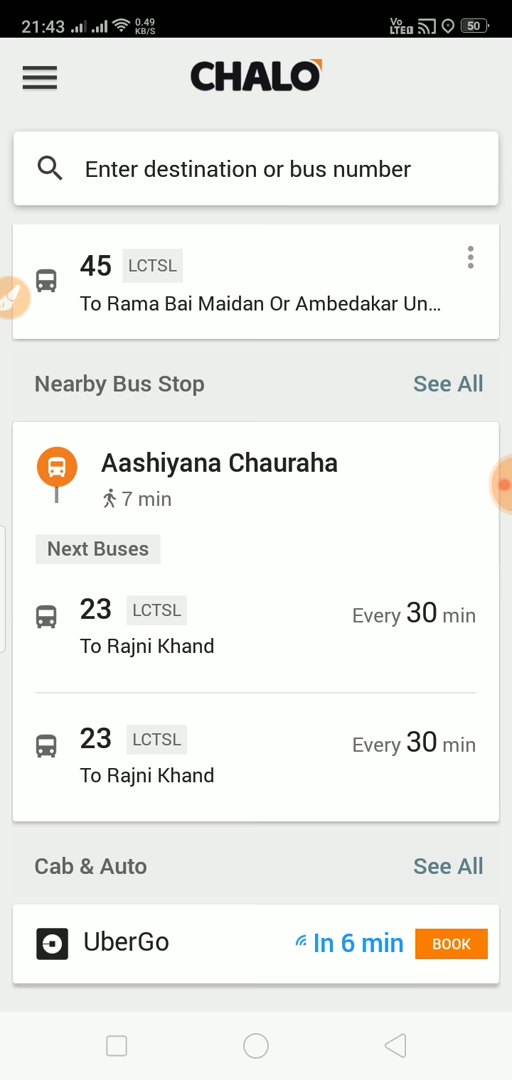 21:43
0.49
KB/S
Vo
LTE
50
CHALO
Enter destination or bus number
45 LCTSL
To Rama Bai Maidan Or Ambedakar Un...
Nearby Bus Stop See All
Aashiyana Chauraha
7 min
Next Buses
23 LCTSL Every 30 min
To Rajni Khand
23 LCTSL Every 30 min
To Rajni Khand
Cab & Auto See All
UberGo In 6 min BOOK